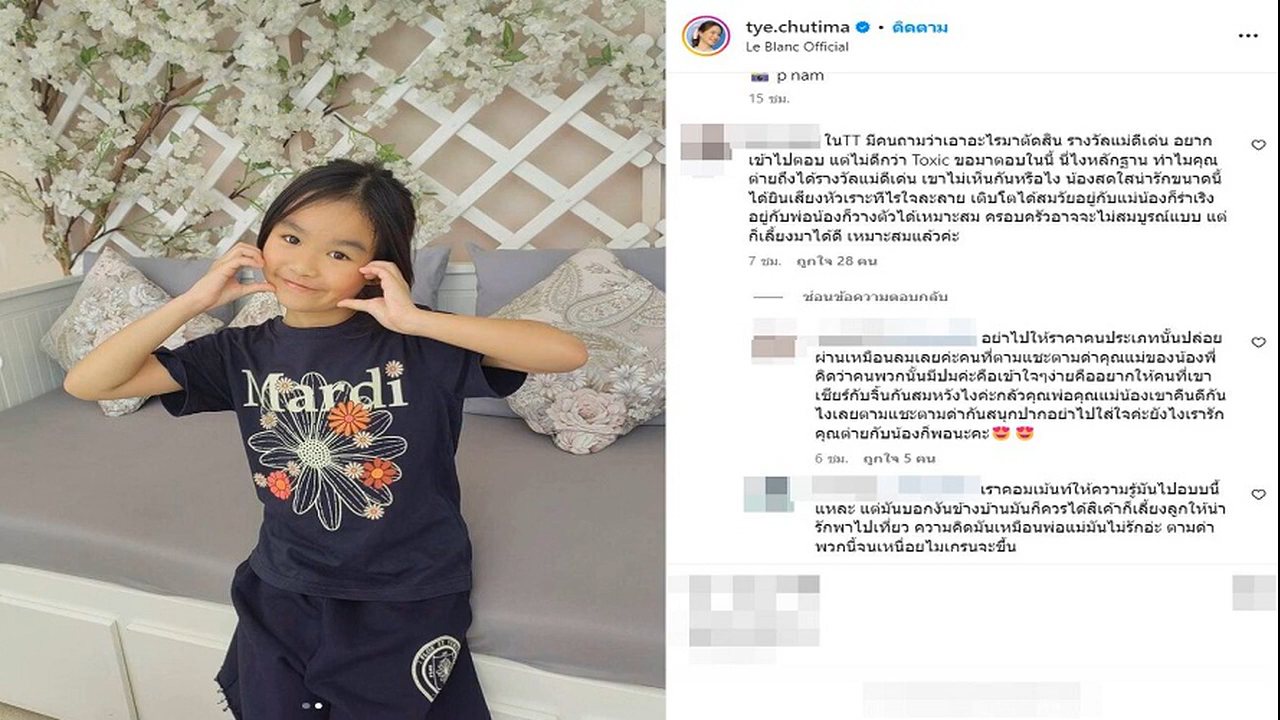 Mardi
tye.chutima • ติดตาม
Le Blanc Official
p nam
15 ชม.
ในTT มีคนถามว่าเอาอะไรมาตัดสิน รางวัลแม่ดีเด่น อยาก
เข้าไปตอบ แต่ไม่ดีกว่า Toxic ขอมาตอบในนี้ นี่ไงหลักฐาน ทำไมคุณ
ต่ายถึงได้รางวัลแม่ดีเด่น เขาไม่เห็นกันหรือไง น้องสดใสน่ารักขนาดนี้
ได้ยินเสียงหัวเราะทีไรใจละลาย เติบโตได้สมวัยอยู่กับแม่น้องก็ร่าเริง
อยู่กับพ่อน้องก็วางตัวได้เหมาะสม ครอบครัวอาจจะไม่สมบูรณ์แบบ แต่
ก็เลี้ยงมาได้ดี เหมาะสมแล้วค่ะ
7 ชม. ถูกใจ 28 คน
ซ่อนข้อความตอบกลับ
อย่าไปให้ราคาคนประเภทนั้นปล่อย
ผ่านเหมือนลมเลยค่ะคนที่ตามแซะตามด่าคุณแม่ของน้องพี่
คิดว่าคนพวกนั้นมีปมค่ะคือเข้าใจๆง่ายคืออยากให้คนที่เขา
เชียร์กับจิ้นกันสมหวังไงค่ะกลัวคุณพ่อคุณแม่น้องเขาคืนดีกัน
ไงเลยตามแซะตามด่ากันสนุกปากอย่าไปใส่ใจค่ะยังไงเรารัก
คุณต่ายกับน้องก็พอนะคะ😍 😍
6 ชม. ถูกใจ 5 คน
เราคอมเม้นท์ให้ความรู้มันไปอบบนี้
แหละ แต่มันบอกงั้นข้างบ้านมันก็ควรได้สิเค้าก็เลี้ยงลูกให้น่า
รักพาไปเที่ยว ความคิดมันเหมือนพ่อแม่มันไม่รักอ่ะ ตามด่า
พวกนี้จนเหนื่อยไมเกรนจะขึ้น